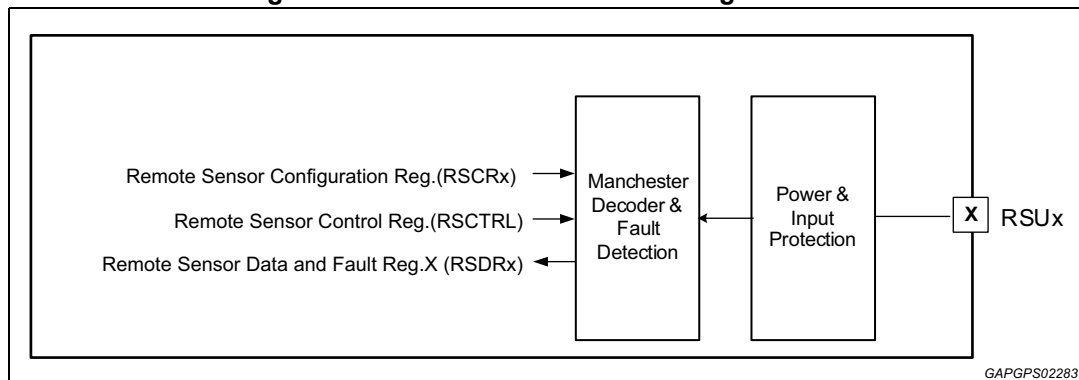 Remote Sensor Configuration Reg.(RSCRx)
Remote Sensor Control Reg.(RSCTRL)
Remote Sensor Data and Fault Reg.X (RSDRx)
Manchester
Decoder &
Fault
Detection
Power &
Input
Protection
X
RSUx
GAPGPS02283